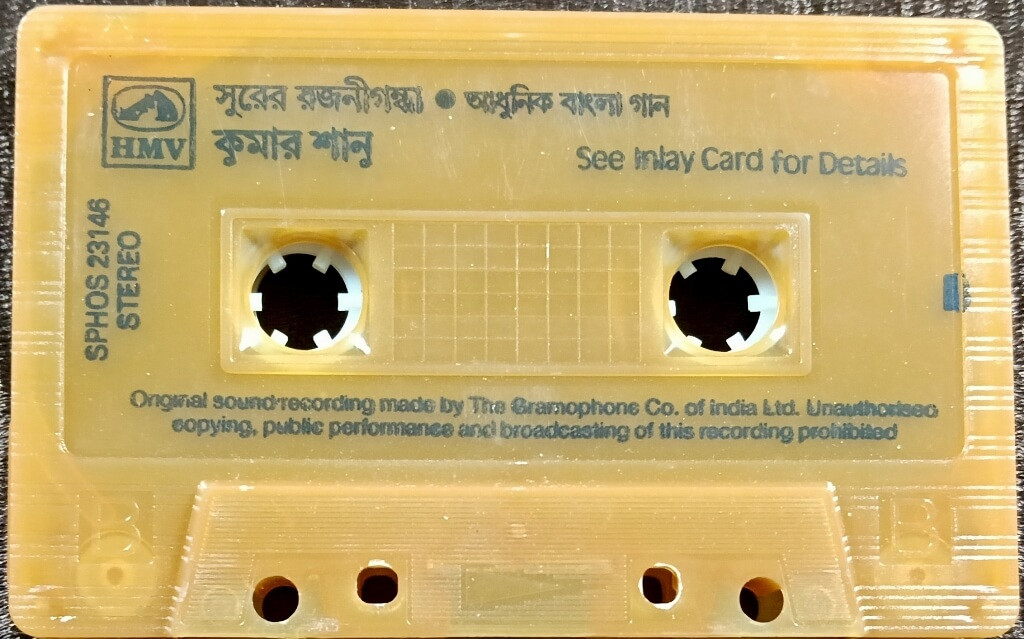 সুরের রজনীগন্ধা • আধুনিক বাংলা গান
HMV
কুমার শানু
See Inlay Card for Details
SPHOS 23146
STEREO
Original sound recording made by The Gramophone Co. of India Ltd. Unauthorised
copying, public performance and broadcasting of this recording prohibited
B
B